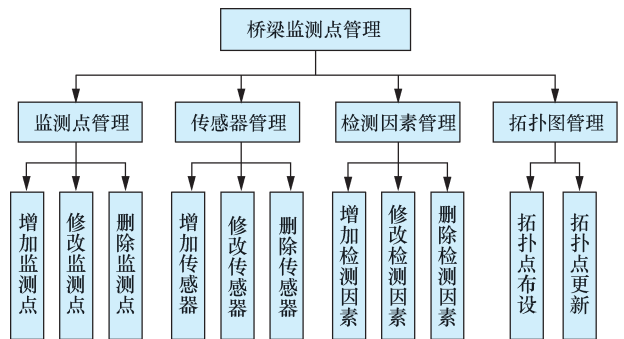 桥梁监测点管理
监测点管理
传感器管理
检测因素管理
拓扑图管理
增加监测点
修改监测点
删除监测点
增加传感器
修改传感器
删除传感器
增加检测因素
修改检测因素
删除检测因素
拓扑点布设
拓扑点更新